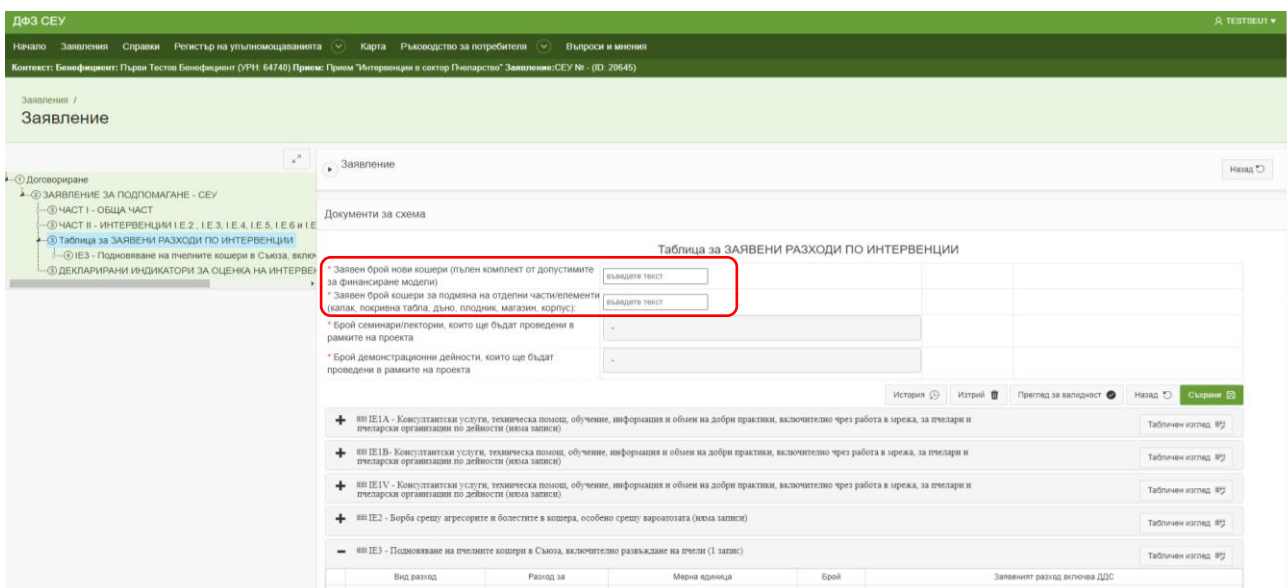 ДФЗ СЕУ
TESTSEU1
Начало Заявления Справки Регистър на упълномощаванията Карта Ръководство за потребителя Въпроси и мнения
Контекст: Бенефициент: Първи Тестов Бенефициент (УРН: 64740) Прием: Прием "Интервенции в сектор Пчеларство" Заявление:СЕУ № - (ID: 20645)
Заявления /
Заявление
① Договориране
② ЗАЯВЛЕНИЕ ЗА ПОДПОМАГАНЕ - СЕУ
③ ЧАСТ I - ОБЩА ЧАСТ
③ ЧАСТ II - ИНТЕРВЕНЦИИ I.E.2 , I.E.3, I.E.4, I.E.5, I.E.6 и I.E
③ Таблица за ЗАЯВЕНИ РАЗХОДИ ПО ИНТЕРВЕНЦИИ
④ IE3 - Подновяване на пчелните кошери в Съюза, вклю
③ ДЕКЛАРИРАНИ ИНДИКАТОРИ ЗА ОЦЕНКА НА ИНТЕРВЕ
Заявление
Назад
Документи за схема
Таблица за ЗАЯВЕНИ РАЗХОДИ ПО ИНТЕРВЕНЦИИ
* Заявен брой нови кошери (пълен комплект от допустимите
за финансиране модели)
въведете текст
* Заявен брой кошери за подмяна на отделни части/елементи
(капак, покривна табла, дъно, плодник, магазин, корпус):
въведете текст
* Брой семинари/лектории, които ще бъдат проведени в
рамките на проекта
-
* Брой демонстрационни дейности, които ще бъдат
проведени в рамките на проекта
-
История Изтрий Преглед за валидност Назад Съхрани
IE1A - Консултантски услуги, техническа помощ, обучение, информация и обмен на добри практики, включително чрез работа в мрежа, за пчелари и
пчеларски организации по дейности (няма записи)
Табличен изглед
IE1B- Консултантски услуги, техническа помощ, обучение, информация и обмен на добри практики, включително чрез работа в мрежа, за пчелари и
пчеларски организации по дейности (няма записи)
Табличен изглед
IE1V - Консултантски услуги, техническа помощ, обучение, информация и обмен на добри практики, включително чрез работа в мрежа, за пчелари и
пчеларски организации по дейности (няма записи)
Табличен изглед
IE2 - Борба срещу агресорите и болестите в кошера, особено срещу вароатозата (няма записи)
Табличен изглед
IE3 - Подновяване на пчелните кошери в Съюза, включително развъждане на пчели (1 запис)
Табличен изглед
Вид разход Разход за Мерна единица Брой Заявеният разход включва ДДС